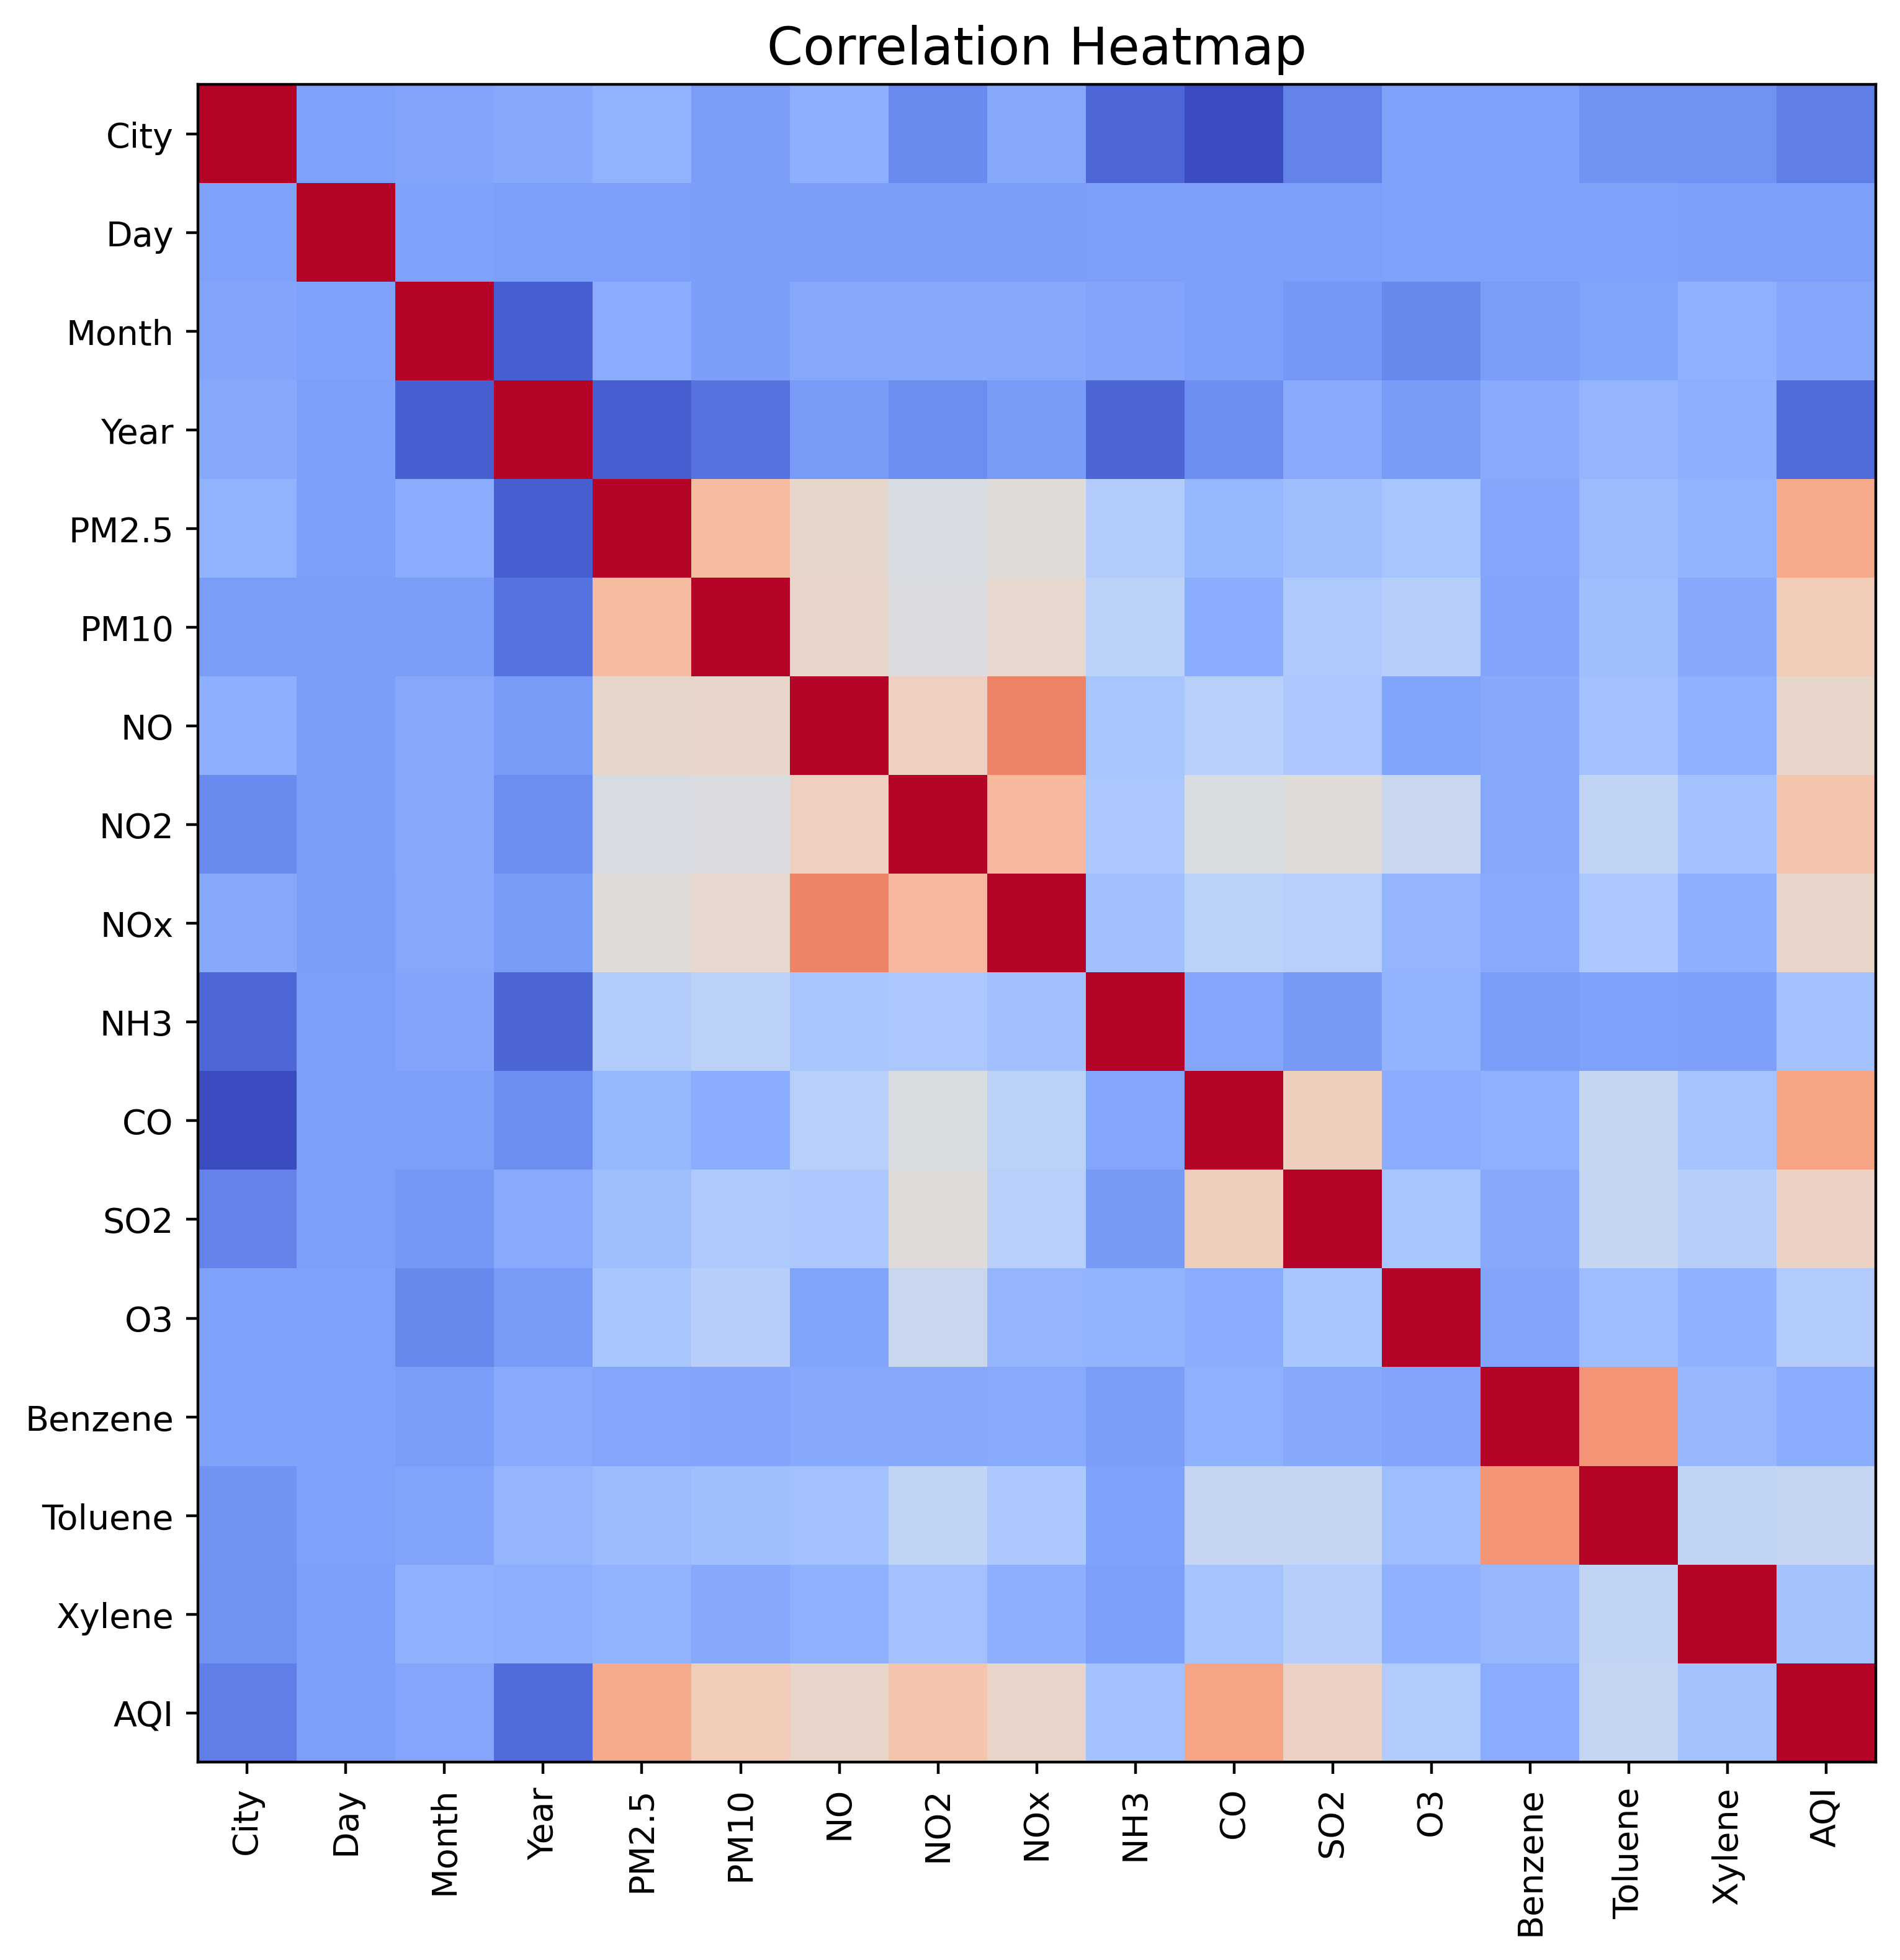 Correlation Heatmap
City
Day
Month
Year
PM2.5
PM10
NO
NO2
NOx
NH3
CO
SO2
O3
Benzene
Toluene
Xylene
AQI
City
Day
Month
Year
PM2.5
PM10
NO
NO2
NOx
NH3
CO
SO2
O3
Benzene
Toluene
Xylene
AQI